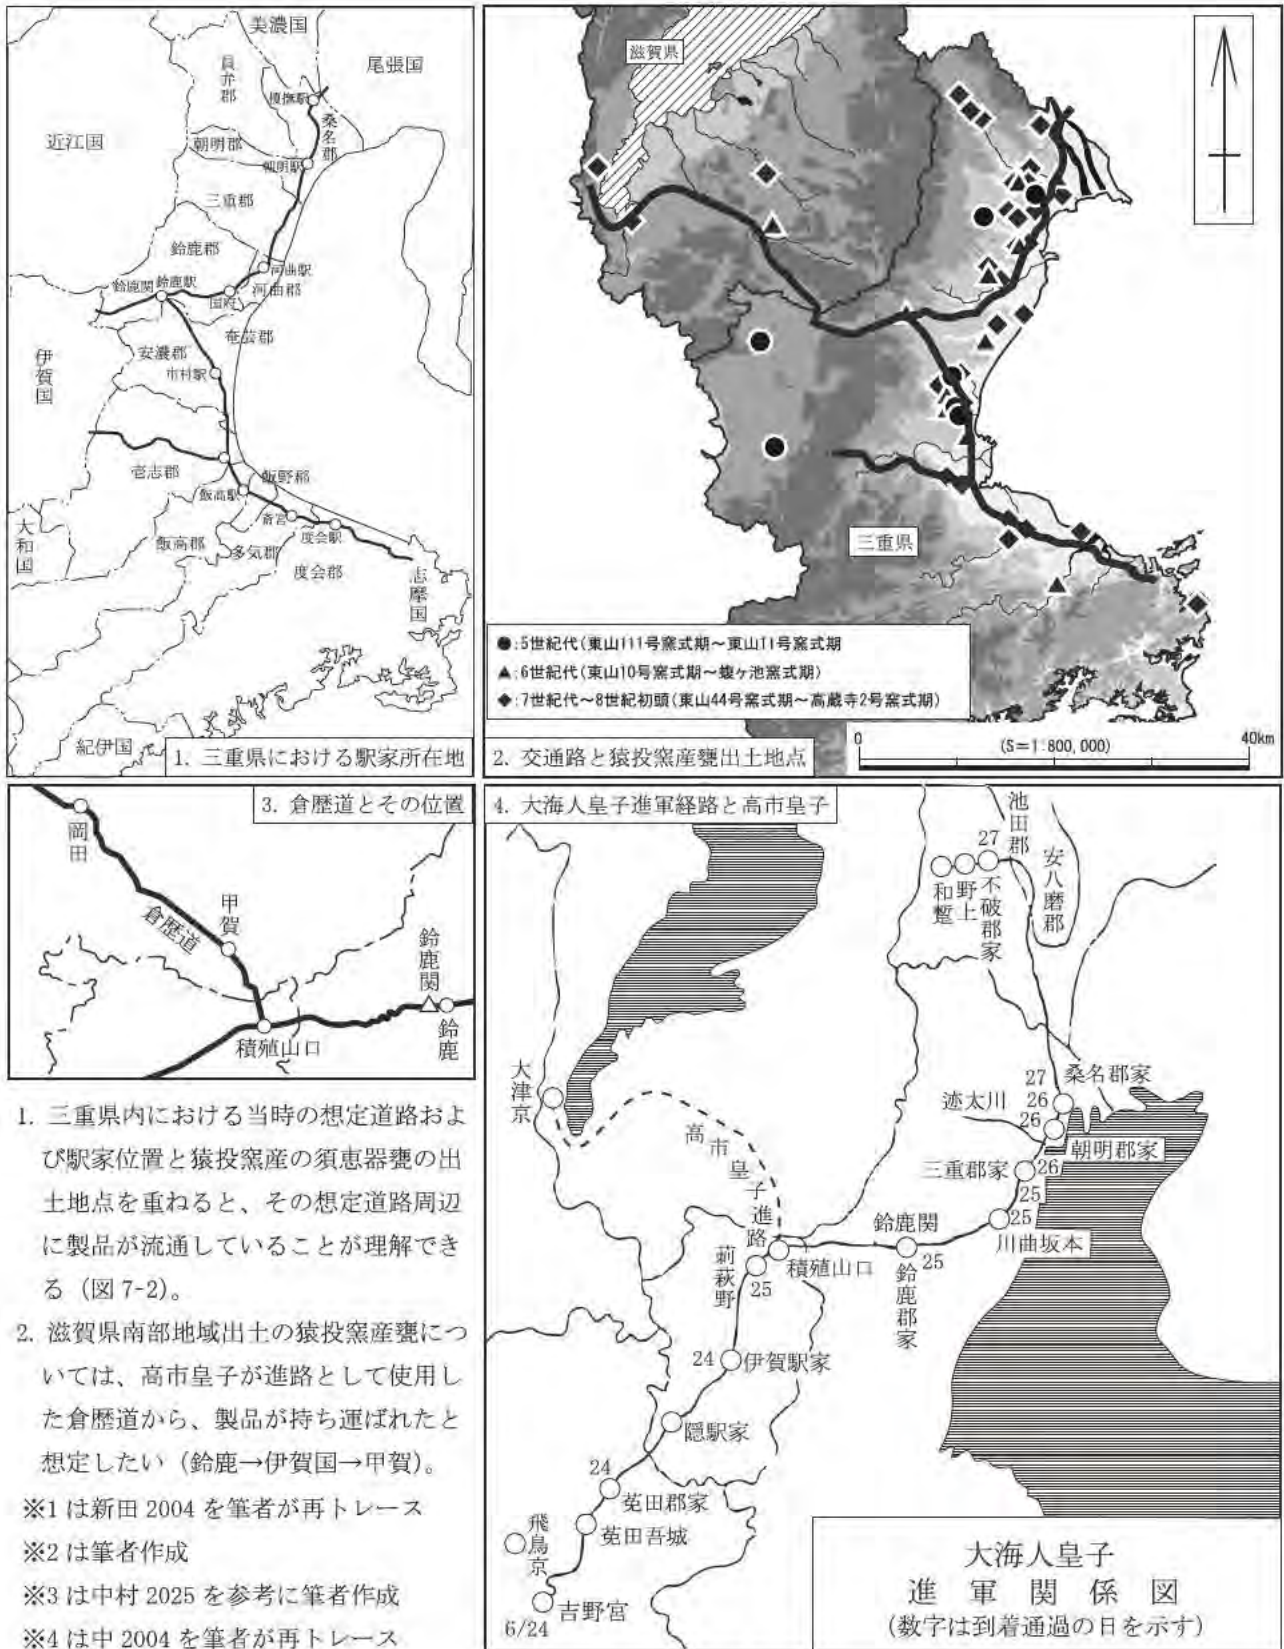 美濃国
尾張国
員弁郡
榎撫駅
桑名郡
近江国
朝明郡
朝明駅
三重郡
鈴鹿郡
鈴鹿関
鈴鹿駅
河曲駅
国府
河曲郡
奄芸郡
伊賀国
安濃郡
市村駅
壱志郡
飯野郡
飯高駅
斎宮
大和国
飯高郡
多気郡
度会駅
度会郡
志摩国
紀伊国
1. 三重県における駅家所在地
滋賀県
三重県
●:5世紀代(東山111号窯式期～東山11号窯式期
▲:6世紀代(東山10号窯式期～蝮ヶ池窯式期)
◆:7世紀代～8世紀初頭(東山44号窯式期～高蔵寺2号窯式期)
2. 交通路と猿投窯産甕出土地点
0
(S=1:800,000)
40km
3. 倉歴道とその位置
岡田
甲賀
倉歴道
鈴鹿関
鈴鹿
積殖山口
4. 大海人皇子進軍経路と高市皇子
池田郡
27
安八磨郡
和蹔
野上
不破郡家
大津京
高市皇子進路
27
桑名郡家
迹太川
26
26
朝明郡家
三重郡家
26
25
鈴鹿関
25
川曲坂本
莿萩野
25
積殖山口
25
鈴鹿郡家
24
伊賀駅家
隠駅家
24
菟田郡家
飛鳥京
菟田吾城
6/24
吉野宮
大海人皇子
進軍関係図
(数字は到着通過の日を示す)
1. 三重県内における当時の想定道路およ
び駅家位置と猿投窯産の須恵器甕の出
土地点を重ねると、その想定道路周辺
に製品が流通していることが理解でき
る（図7-2）。
2. 滋賀県南部地域出土の猿投窯産甕につ
いては、高市皇子が進路として使用し
た倉歴道から、製品が持ち運ばれたと
想定したい（鈴鹿→伊賀国→甲賀）。
※1は新田2004を筆者が再トレース
※2は筆者作成
※3は中村2025を参考に筆者作成
※4は中2004を筆者が再トレース